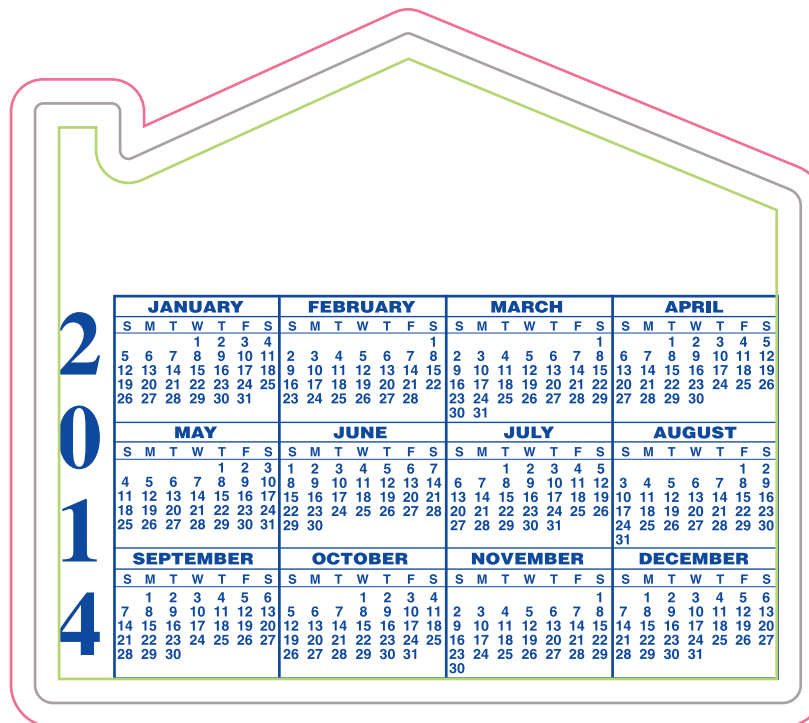 2014
JANUARY
S M T W T F S
1 2 3 4
5 6 7 8 9 10 11
12 13 14 15 16 17 18
19 20 21 22 23 24 25
26 27 28 29 30 31
FEBRUARY
S M T W T F S
1
2 3 4 5 6 7 8
9 10 11 12 13 14 15
16 17 18 19 20 21 22
23 24 25 26 27 28
MARCH
S M T W T F S
1
2 3 4 5 6 7 8
9 10 11 12 13 14 15
16 17 18 19 20 21 22
23 24 25 26 27 28 29
30 31
APRIL
S M T W T F S
1 2 3 4 5
6 7 8 9 10 11 12
13 14 15 16 17 18 19
20 21 22 23 24 25 26
27 28 29 30
MAY
S M T W T F S
1 2 3
4 5 6 7 8 9 10
11 12 13 14 15 16 17
18 19 20 21 22 23 24
25 26 27 28 29 30 31
JUNE
S M T W T F S
1 2 3 4 5 6 7
8 9 10 11 12 13 14
15 16 17 18 19 20 21
22 23 24 25 26 27 28
29 30
JULY
S M T W T F S
1 2 3 4 5
6 7 8 9 10 11 12
13 14 15 16 17 18 19
20 21 22 23 24 25 26
27 28 29 30 31
AUGUST
S M T W T F S
1 2
3 4 5 6 7 8 9
10 11 12 13 14 15 16
17 18 19 20 21 22 23
24 25 26 27 28 29 30
31
SEPTEMBER
S M T W T F S
1 2 3 4 5 6
7 8 9 10 11 12 13
14 15 16 17 18 19 20
21 22 23 24 25 26 27
28 29 30
OCTOBER
S M T W T F S
1 2 3 4
5 6 7 8 9 10 11
12 13 14 15 16 17 18
19 20 21 22 23 24 25
26 27 28 29 30 31
NOVEMBER
S M T W T F S
1
2 3 4 5 6 7 8
9 10 11 12 13 14 15
16 17 18 19 20 21 22
23 24 25 26 27 28 29
30
DECEMBER
S M T W T F S
1 2 3 4 5 6
7 8 9 10 11 12 13
14 15 16 17 18 19 20
21 22 23 24 25 26 27
28 29 30 31